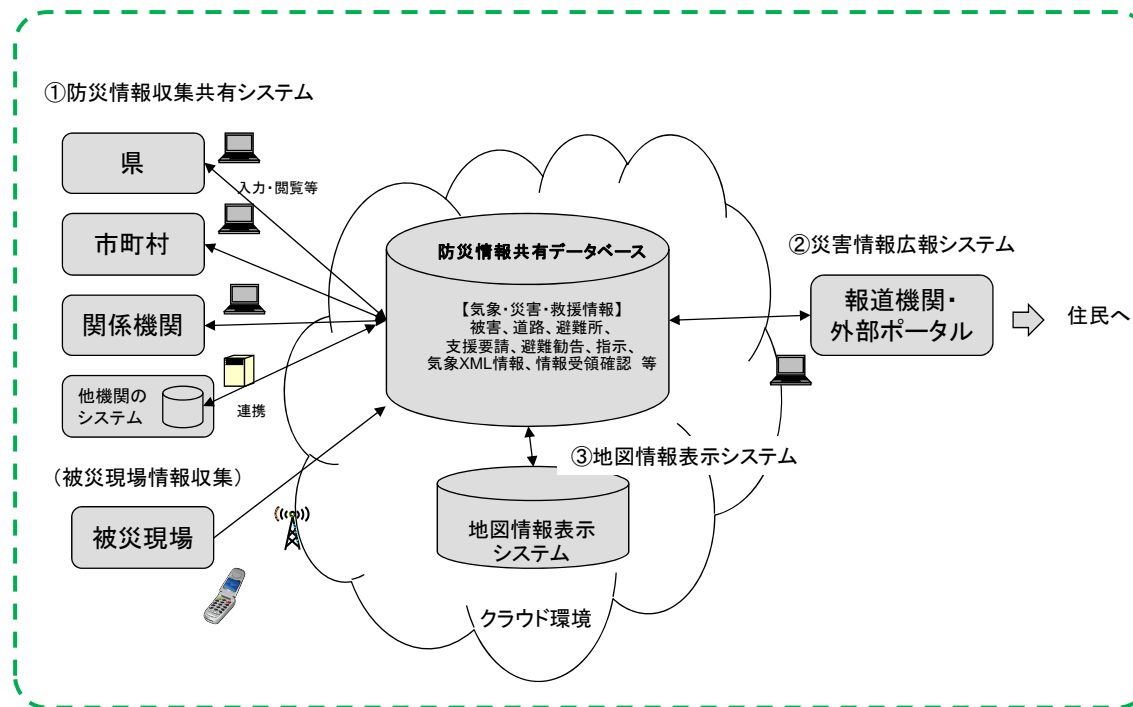 ①防災情報収集共有システム
県
入力・閲覧等
市町村
関係機関
他機関の
システム
連携
（被災現場情報収集）
被災現場
防災情報共有データベース
【気象・災害・救援情報】
被害、道路、避難所、
支援要請、避難勧告、指示、
気象XML情報、情報受領確認 等
③地図情報表示システム
地図情報表示
システム
クラウド環境
②災害情報広報システム
報道機関・
外部ポータル
住民へ